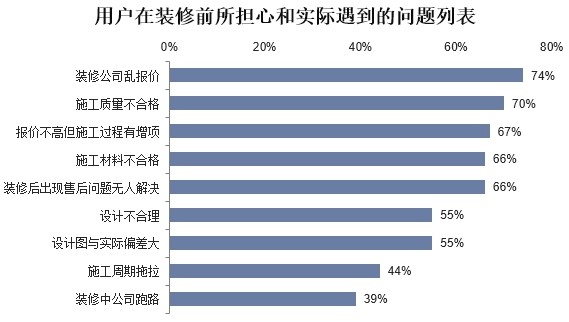 用户在装修前所担心和实际遇到的问题列表
0% 20% 40% 60% 80%
装修公司乱报价 74%
施工质量不合格 70%
报价不高但施工过程有增项 67%
施工材料不合格 66%
装修后出现售后问题无人解决 66%
设计不合理 55%
设计图与实际偏差大 55%
施工周期拖拉 44%
装修中公司跑路 39%